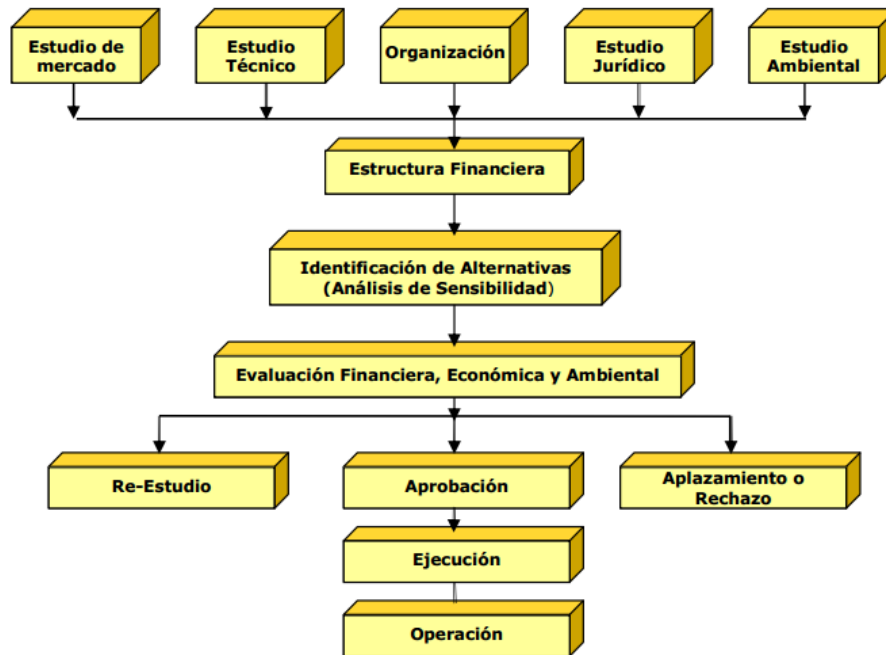 Estudio de
mercado
Estudio
Técnico
Organización
Estudio
Jurídico
Estudio
Ambiental
Estructura Financiera
Identificación de Alternativas
(Análisis de Sensibilidad)
Evaluación Financiera, Económica y Ambiental
Re-Estudio
Aprobación
Aplazamiento o
Rechazo
Ejecución
Operación